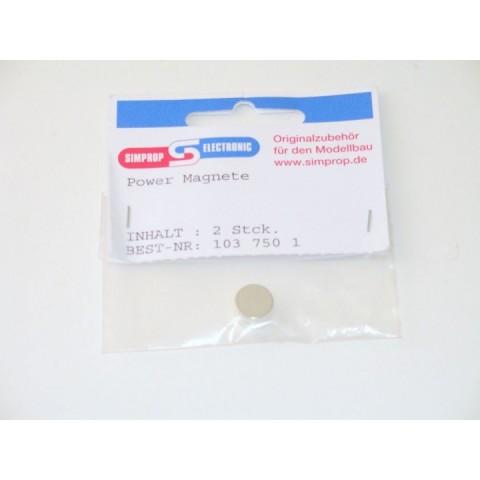 SIMPROP ELECTRONIC
Originalzubehör
für den Modellbau
www.simprop.de
Power Magnete
INHALT : 2 Stck.
BEST-NR: 103 750 1